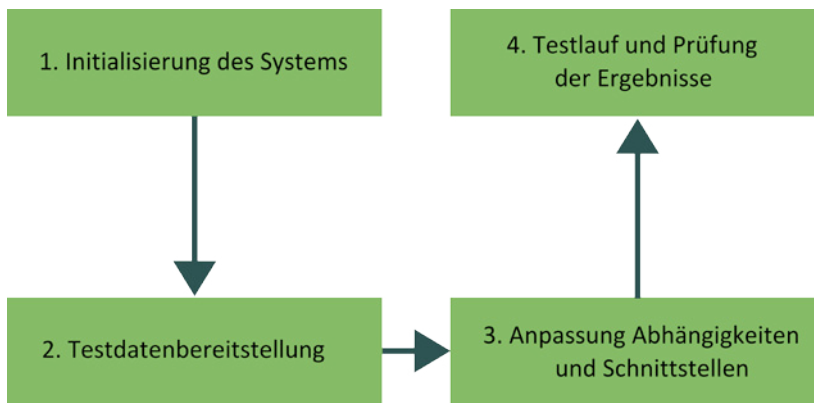 1. Initialisierung des Systems
2. Testdatenbereitstellung
3. Anpassung Abhängigkeiten
und Schnittstellen
4. Testlauf und Prüfung
der Ergebnisse